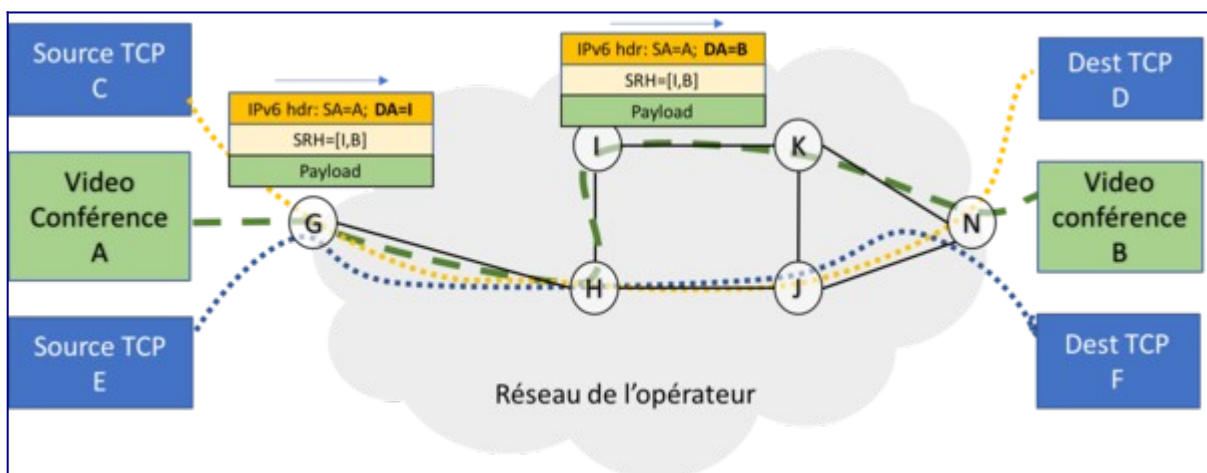 Source TCP
C
IPv6 hdr: SA=A; DA=I
SRH=[I,B]
Payload
IPv6 hdr: SA=A; DA=B
SRH=[I,B]
Payload
Dest TCP
D
Video
Conférence
A
G
I
K
N
Video
conférence
B
H
J
Source TCP
E
Réseau de l'opérateur
Dest TCP
F